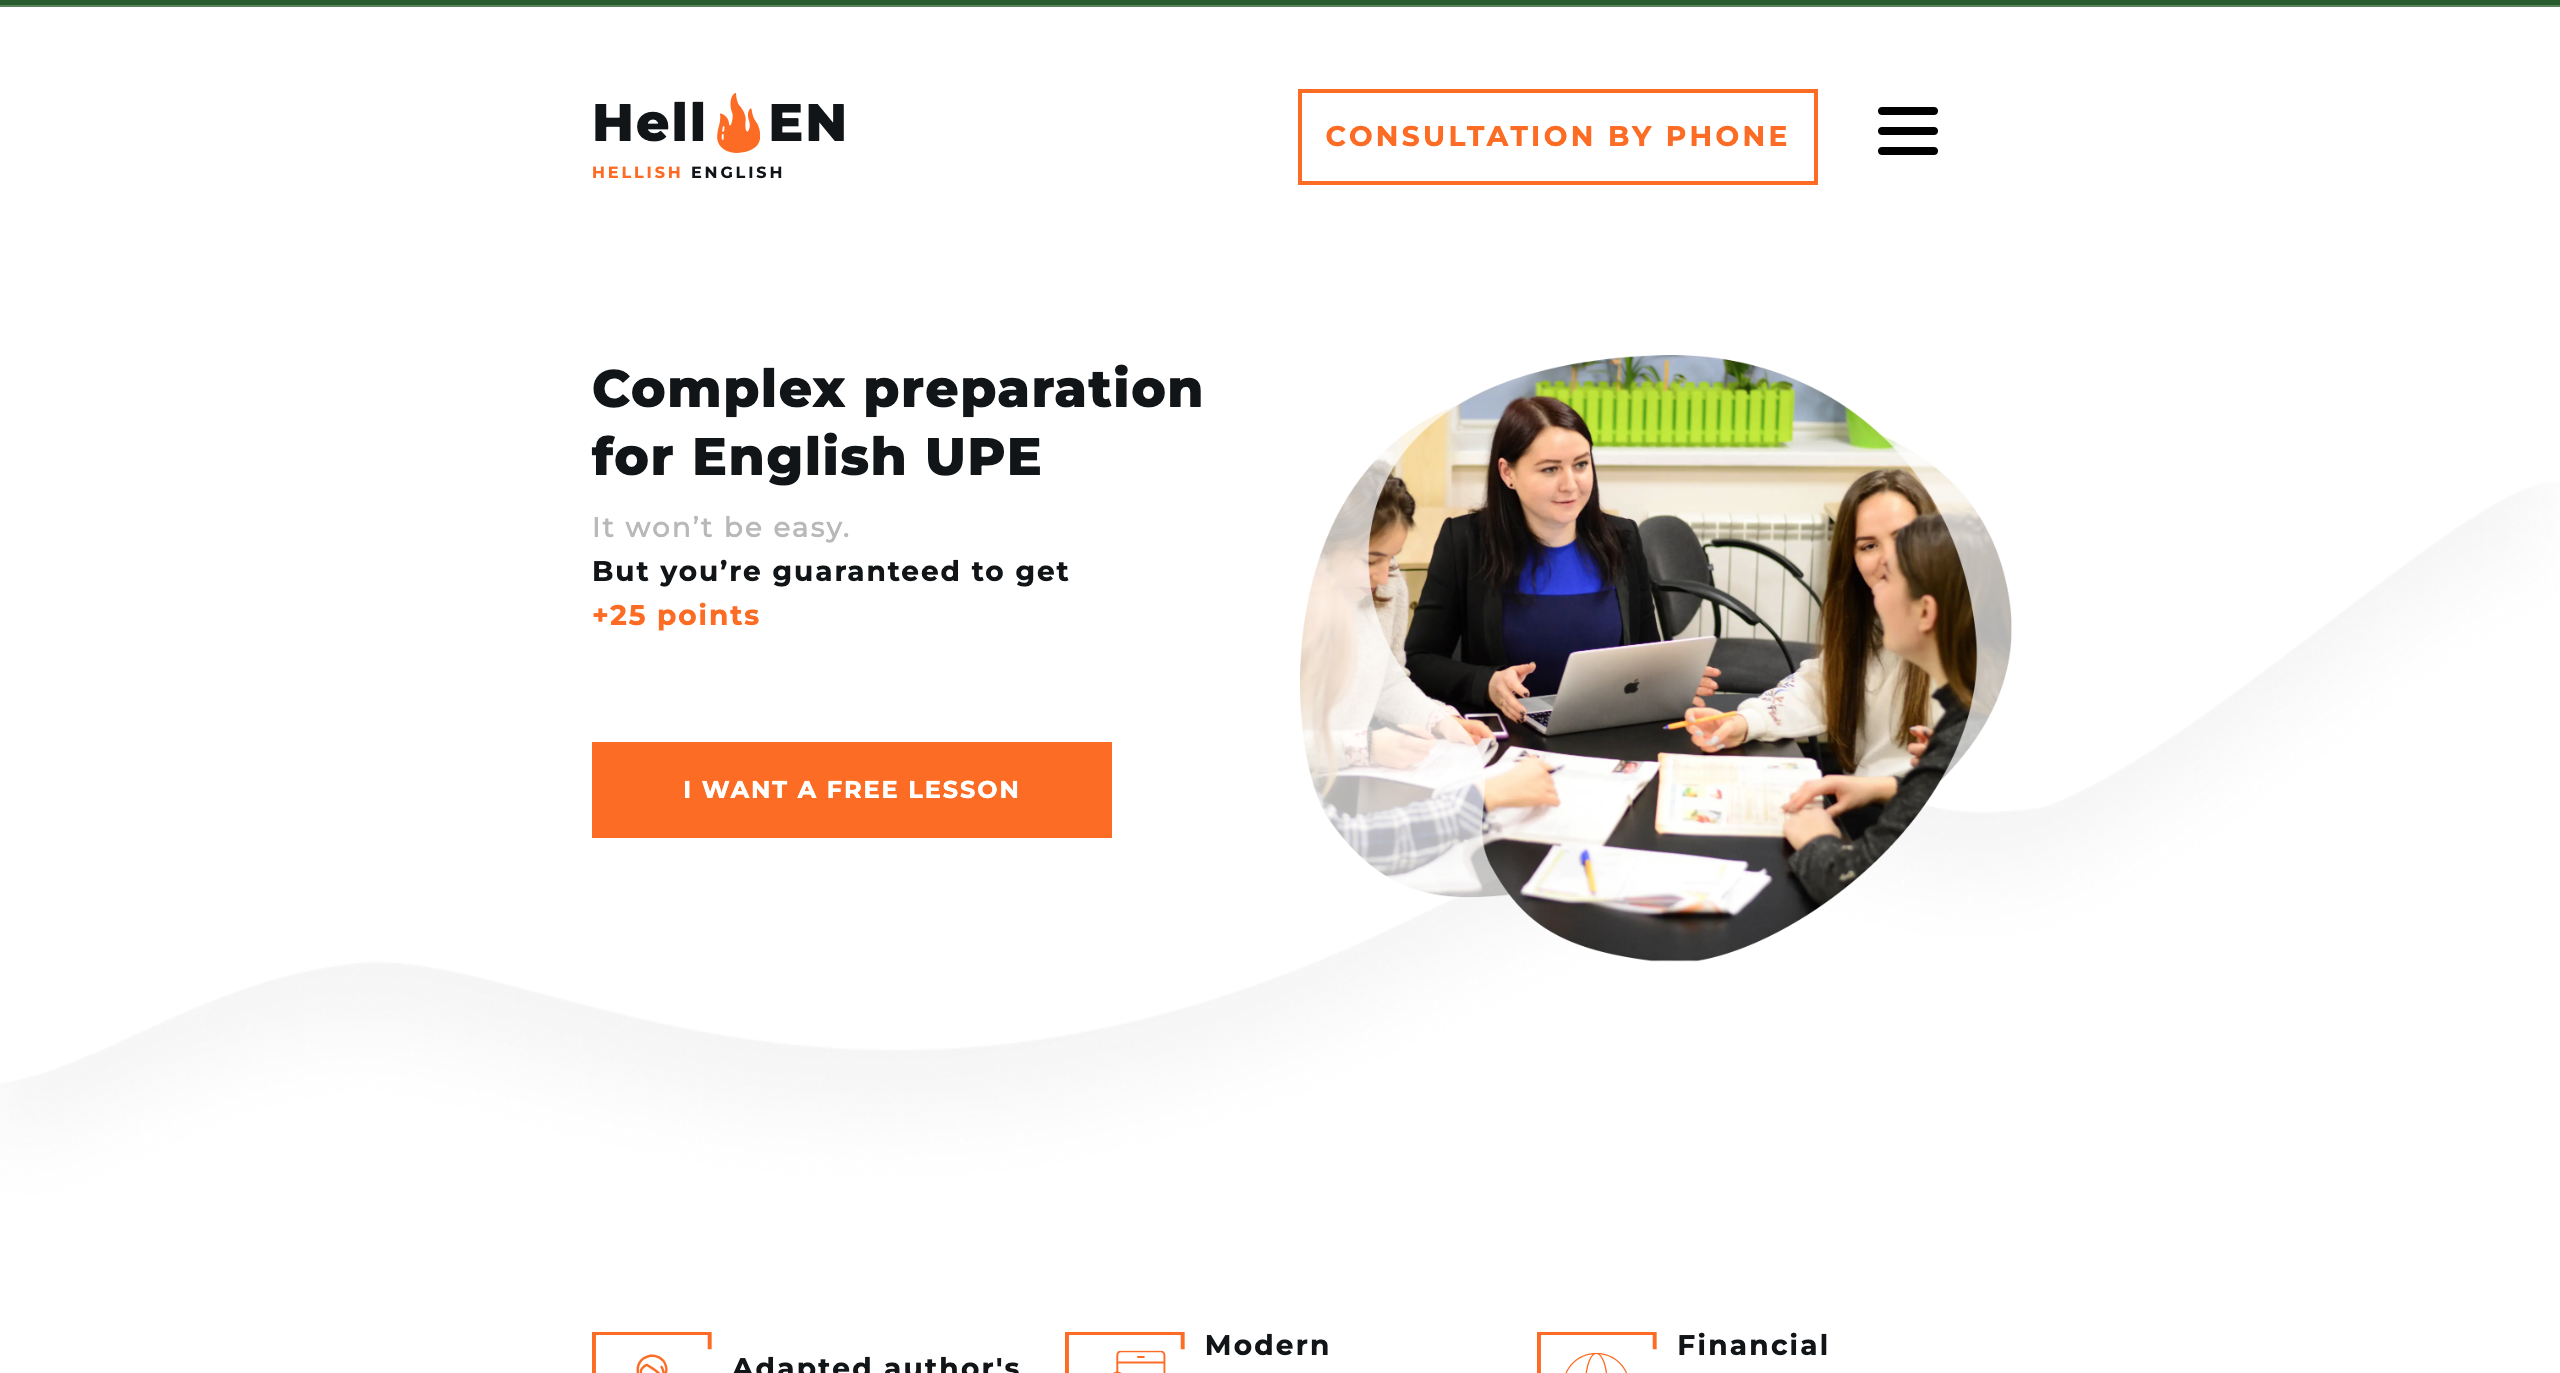 Hell EN
HELLISH ENGLISH
CONSULTATION BY PHONE
Complex preparation
for English UPE
It won’t be easy.
But you’re guaranteed to get
+25 points
I WANT A FREE LESSON
Adapted author's
Modern
Financial